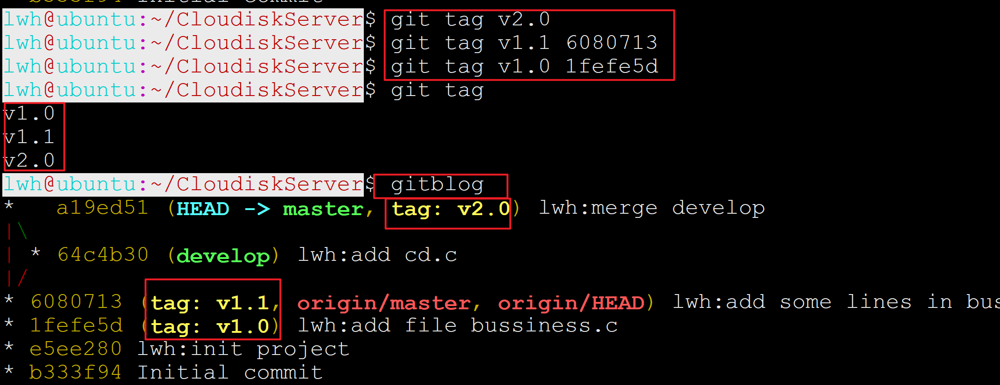 Initial commit
lwh@ubuntu:~/CloudiskServer$ git tag v2.0
lwh@ubuntu:~/CloudiskServer$ git tag v1.1 6080713
lwh@ubuntu:~/CloudiskServer$ git tag v1.0 1fefe5d
lwh@ubuntu:~/CloudiskServer$ git tag
v1.0
v1.1
v2.0
lwh@ubuntu:~/CloudiskServer$ gitblog
*   a19ed51 (HEAD -> master, tag: v2.0) lwh:merge develop
|\
| * 64c4b30 (develop) lwh:add cd.c
|/
* 6080713 (tag: v1.1, origin/master, origin/HEAD) lwh:add some lines in bus
* 1fefe5d (tag: v1.0) lwh:add file bussiness.c
* e5ee280 lwh:init project
* b333f94 Initial commit